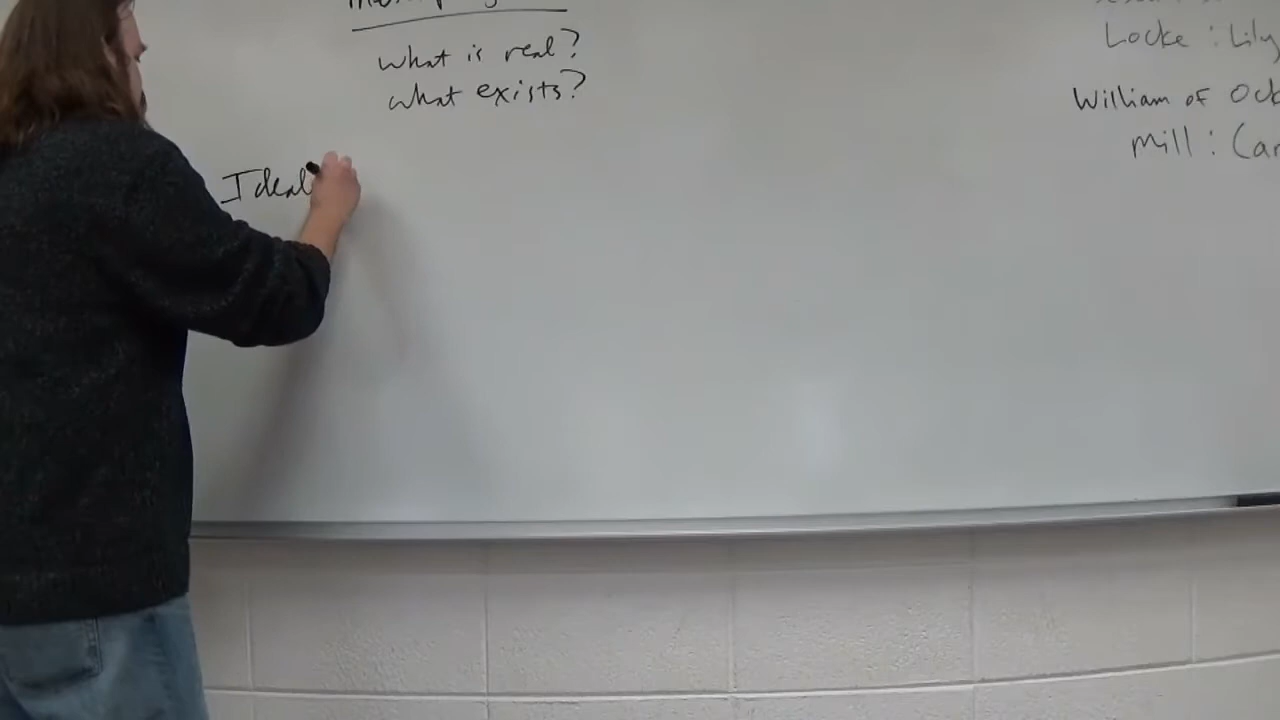 what is real?
what exists?
Ideal
Locke : Lily
William of Ock
Mill : Car